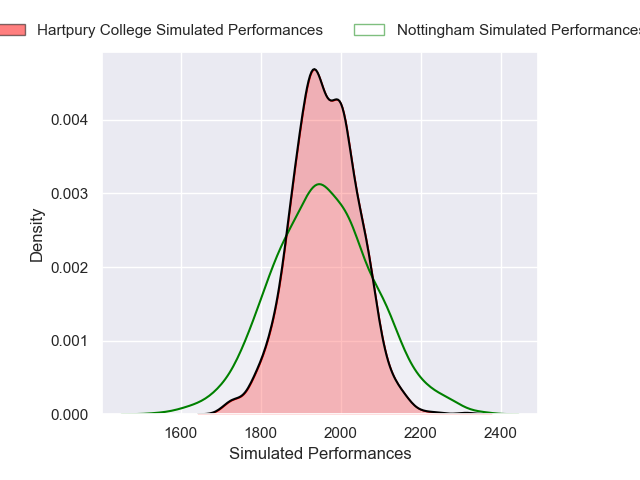 Hartpury College Simulated Performances
Nottingham Simulated Performances
0.004
0.003
0.002
0.001
0.000
Density
1600 1800 2000 2200 2400
Simulated Performances